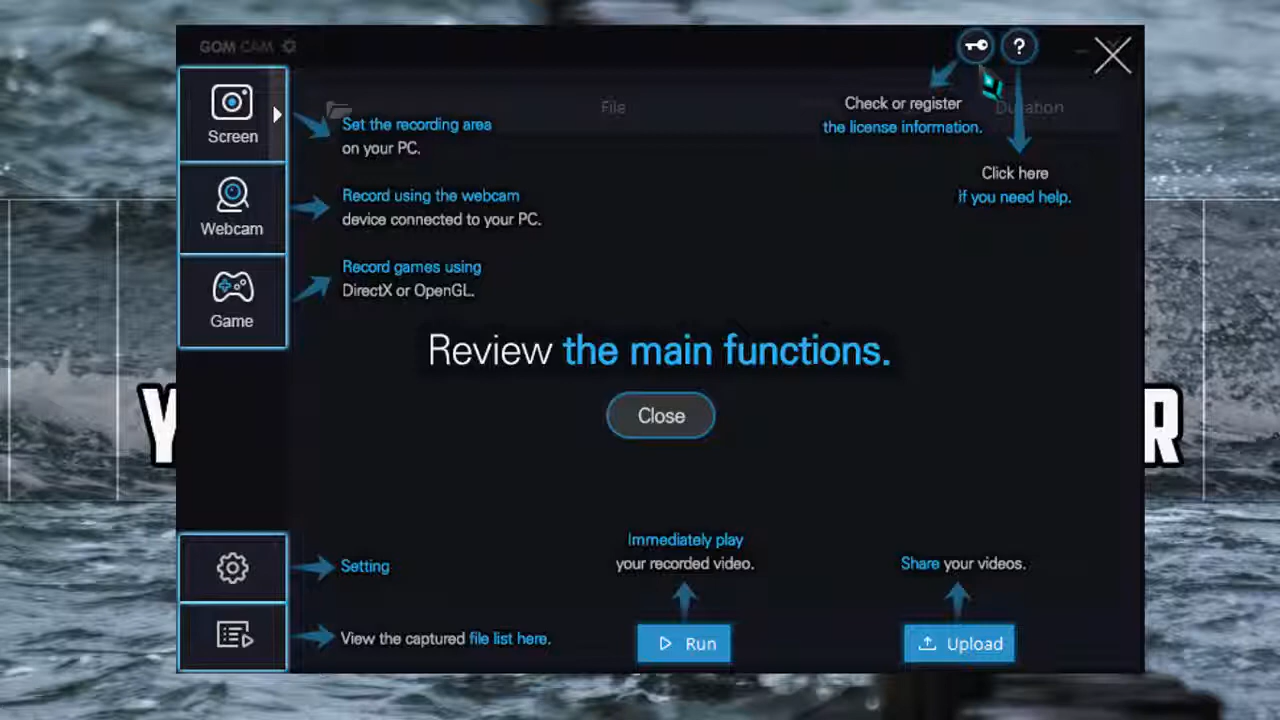 GOM CAM
File
Duration
Screen
Set the recording area
on your PC.
Check or register
the license information.
Click here
if you need help.
Webcam
Record using the webcam
device connected to your PC.
Game
Record games using
DirectX or OpenGL.
Review the main functions.
Close
Y
R
Setting
Immediately play
your recorded video.
Share your videos.
View the captured file list here.
Run
Upload